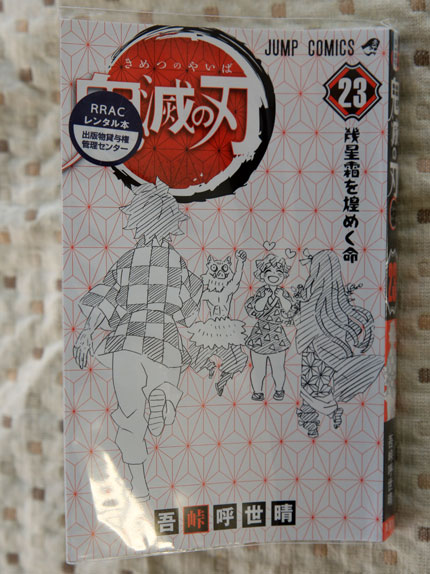 JUMP COMICS
きめつのやいば
鬼滅の刃
RRAC
レンタル本
出版物貸与権
管理センター
23
幾星霜を煌めく命
吾峠呼世晴